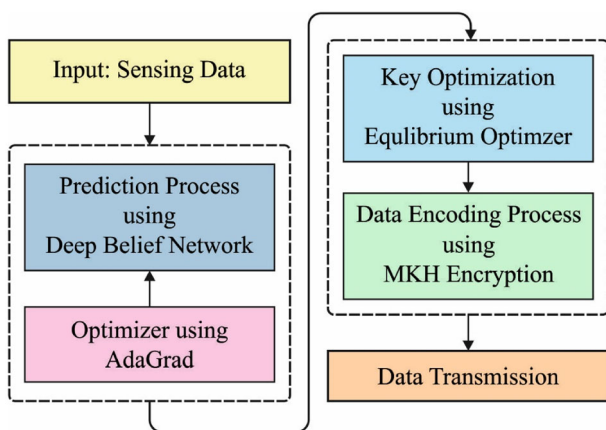 Input: Sensing Data
Prediction Process
using
Deep Belief Network
Optimizer using
AdaGrad
Key Optimization
using
Equlibrium Optimzer
Data Encoding Process
using
MKH Encryption
Data Transmission